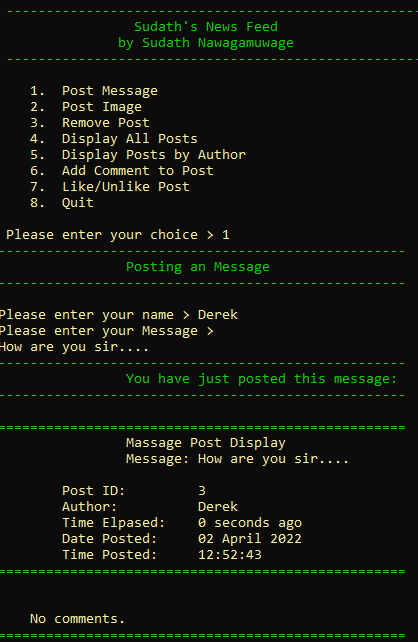 Sudath's News Feed
by Sudath Nawagamuwage
1. Post Message
2. Post Image
3. Remove Post
4. Display All Posts
5. Display Posts by Author
6. Add Comment to Post
7. Like/Unlike Post
8. Quit
Please enter your choice > 1
Posting an Message
Please enter your name > Derek
Please enter your Message >
How are you sir....
You have just posted this message:
Massage Post Display
Message: How are you sir....
Post ID: 3
Author: Derek
Time Elpased: 0 seconds ago
Date Posted: 02 April 2022
Time Posted: 12:52:43
No comments.